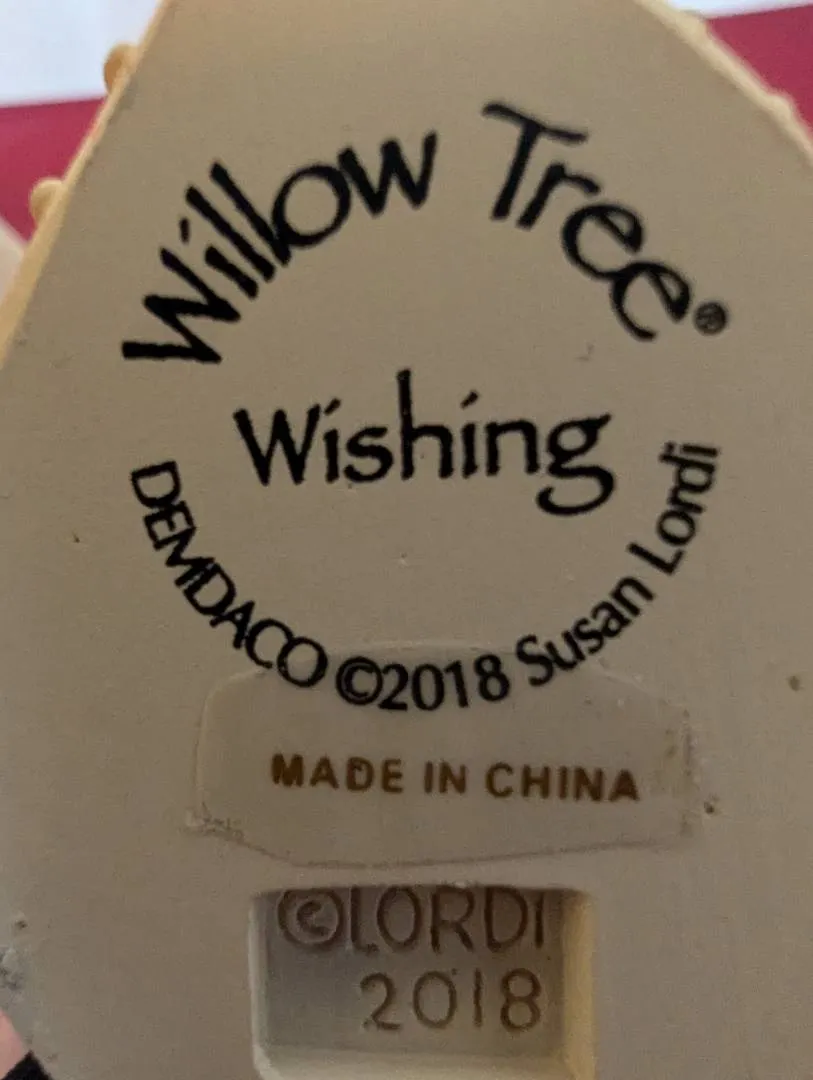 Willow Tree®
Wishing
DEMDACO ©2018 Susan Lordi
MADE IN CHINA
©LORDI
2018